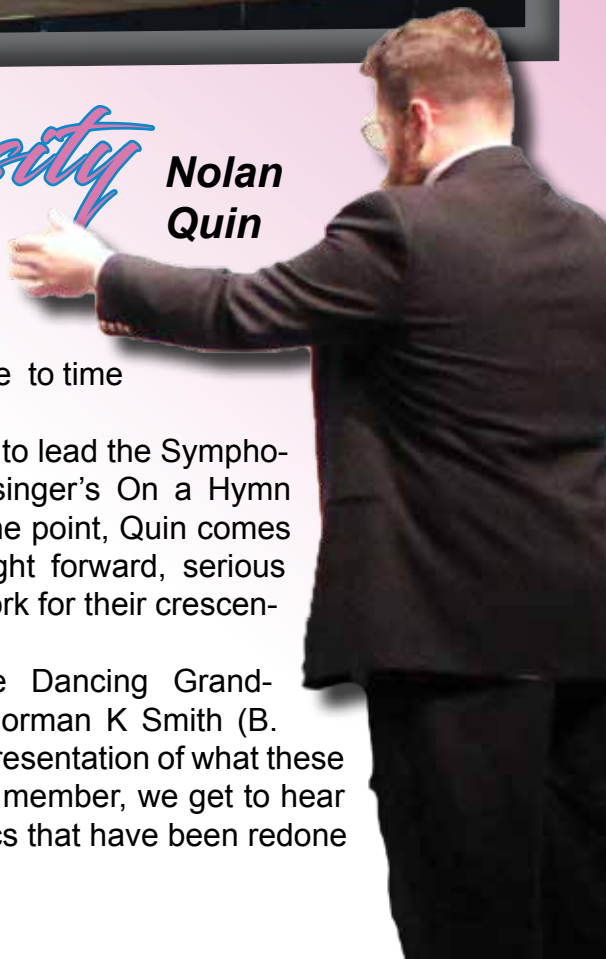 sity
Nolan
Quin
e to time
to lead the Sympho-
singer's On a Hymn
ne point, Quin comes
ght forward, serious
ork for their crescen-
e Dancing Grand-
orman K Smith (B.
resentation of what these
member, we get to hear
cs that have been redone